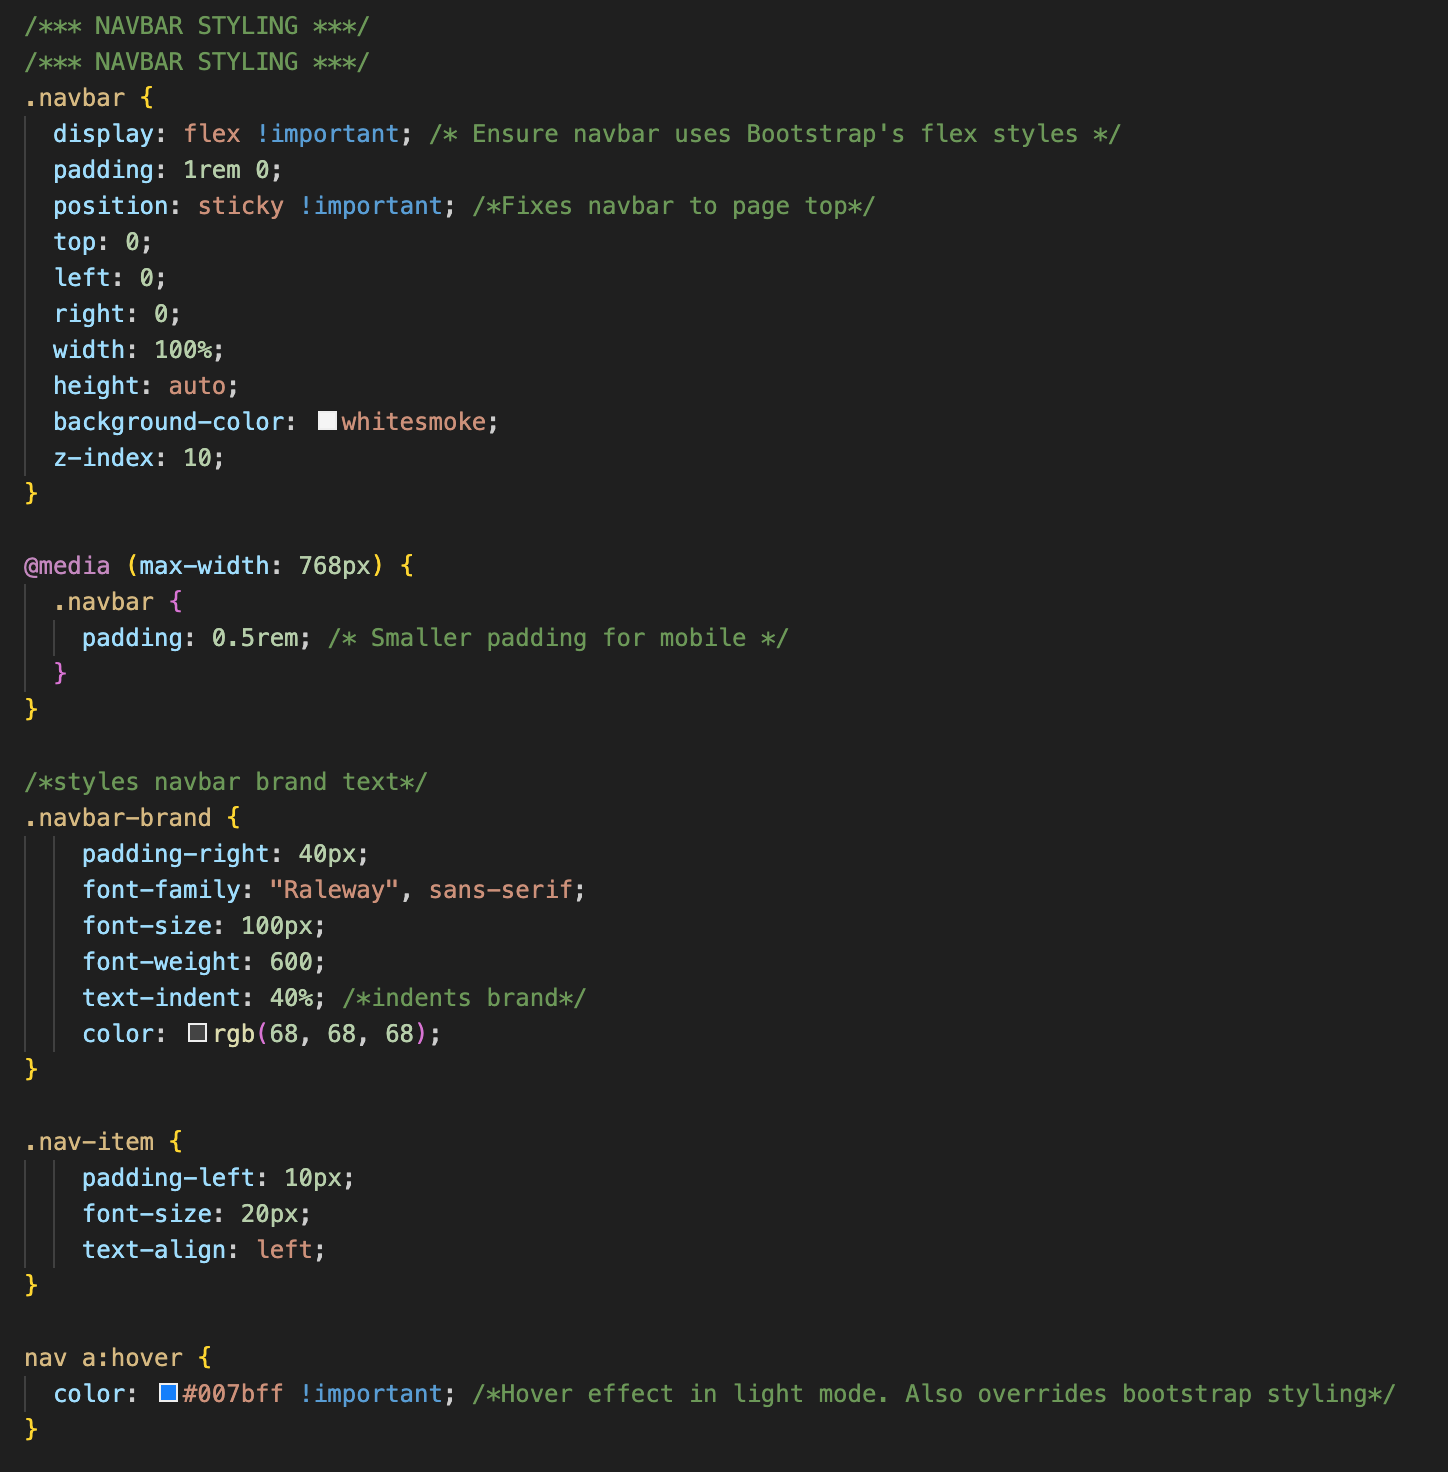 /*** NAVBAR STYLING ***/
/*** NAVBAR STYLING ***/
.navbar {
  display: flex !important; /* Ensure navbar uses Bootstrap's flex styles */
  padding: 1rem 0;
  position: sticky !important; /*Fixes navbar to page top*/
  top: 0;
  left: 0;
  right: 0;
  width: 100%;
  height: auto;
  background-color: whitesmoke;
  z-index: 10;
}

@media (max-width: 768px) {
  .navbar {
    padding: 0.5rem; /* Smaller padding for mobile */
  }
}

/*styles navbar brand text*/
.navbar-brand {
    padding-right: 40px;
    font-family: "Raleway", sans-serif;
    font-size: 100px;
    font-weight: 600;
    text-indent: 40%; /*indents brand*/
    color: rgb(68, 68, 68);
}

.nav-item {
    padding-left: 10px;
    font-size: 20px;
    text-align: left;
}

nav a:hover {
  color: #007bff !important; /*Hover effect in light mode. Also overrides bootstrap styling*/
}